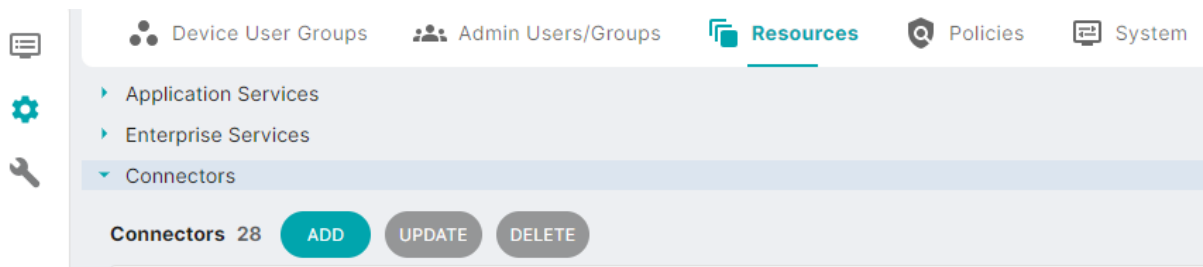 Device User Groups Admin Users/Groups Resources Policies System
Application Services
Enterprise Services
Connectors
Connectors 28 ADD UPDATE DELETE